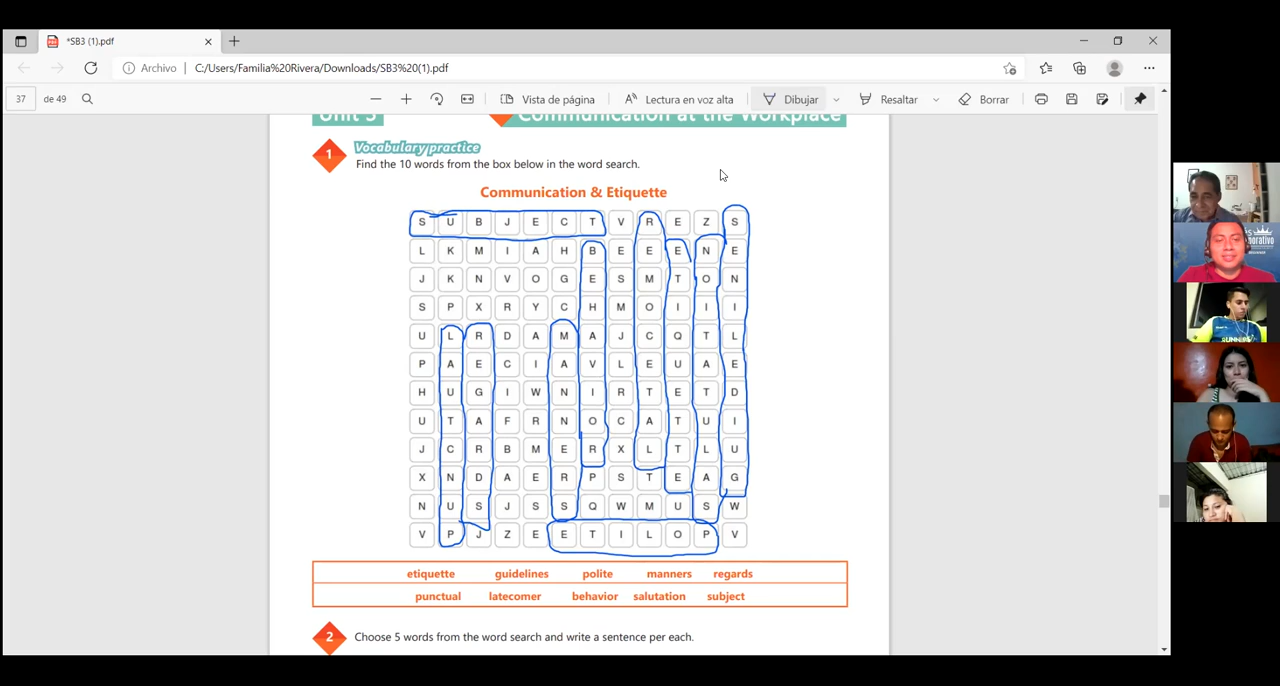 *SB3 (1).pdf
Archivo C:/Users/Familia%20Rivera/Downloads/SB3%20(1).pdf
37 de 49 Vista de página Lectura en voz alta Dibujar Resaltar Borrar
Unit 3 Communication at the Workplace
1 Vocabulary practice
Find the 10 words from the box below in the word search.
Communication & Etiquette
S U B J E C T V R E Z S
L K M I A H B E E E N E
J K N V O G E S M T O N
S P X R Y C H M O I I I
U L R D A M A J C Q T L
P A E C I A V L E U A E
H U G I W N I R T E T D
U T A F R N O C A T U I
J C R B M E R X L T L U
X N D A E R P S T E A G
N U S J S S Q W M U S W
V P J Z E E T I L O P V
etiquette guidelines polite manners regards
punctual latecomer behavior salutation subject
2 Choose 5 words from the word search and write a sentence per each.